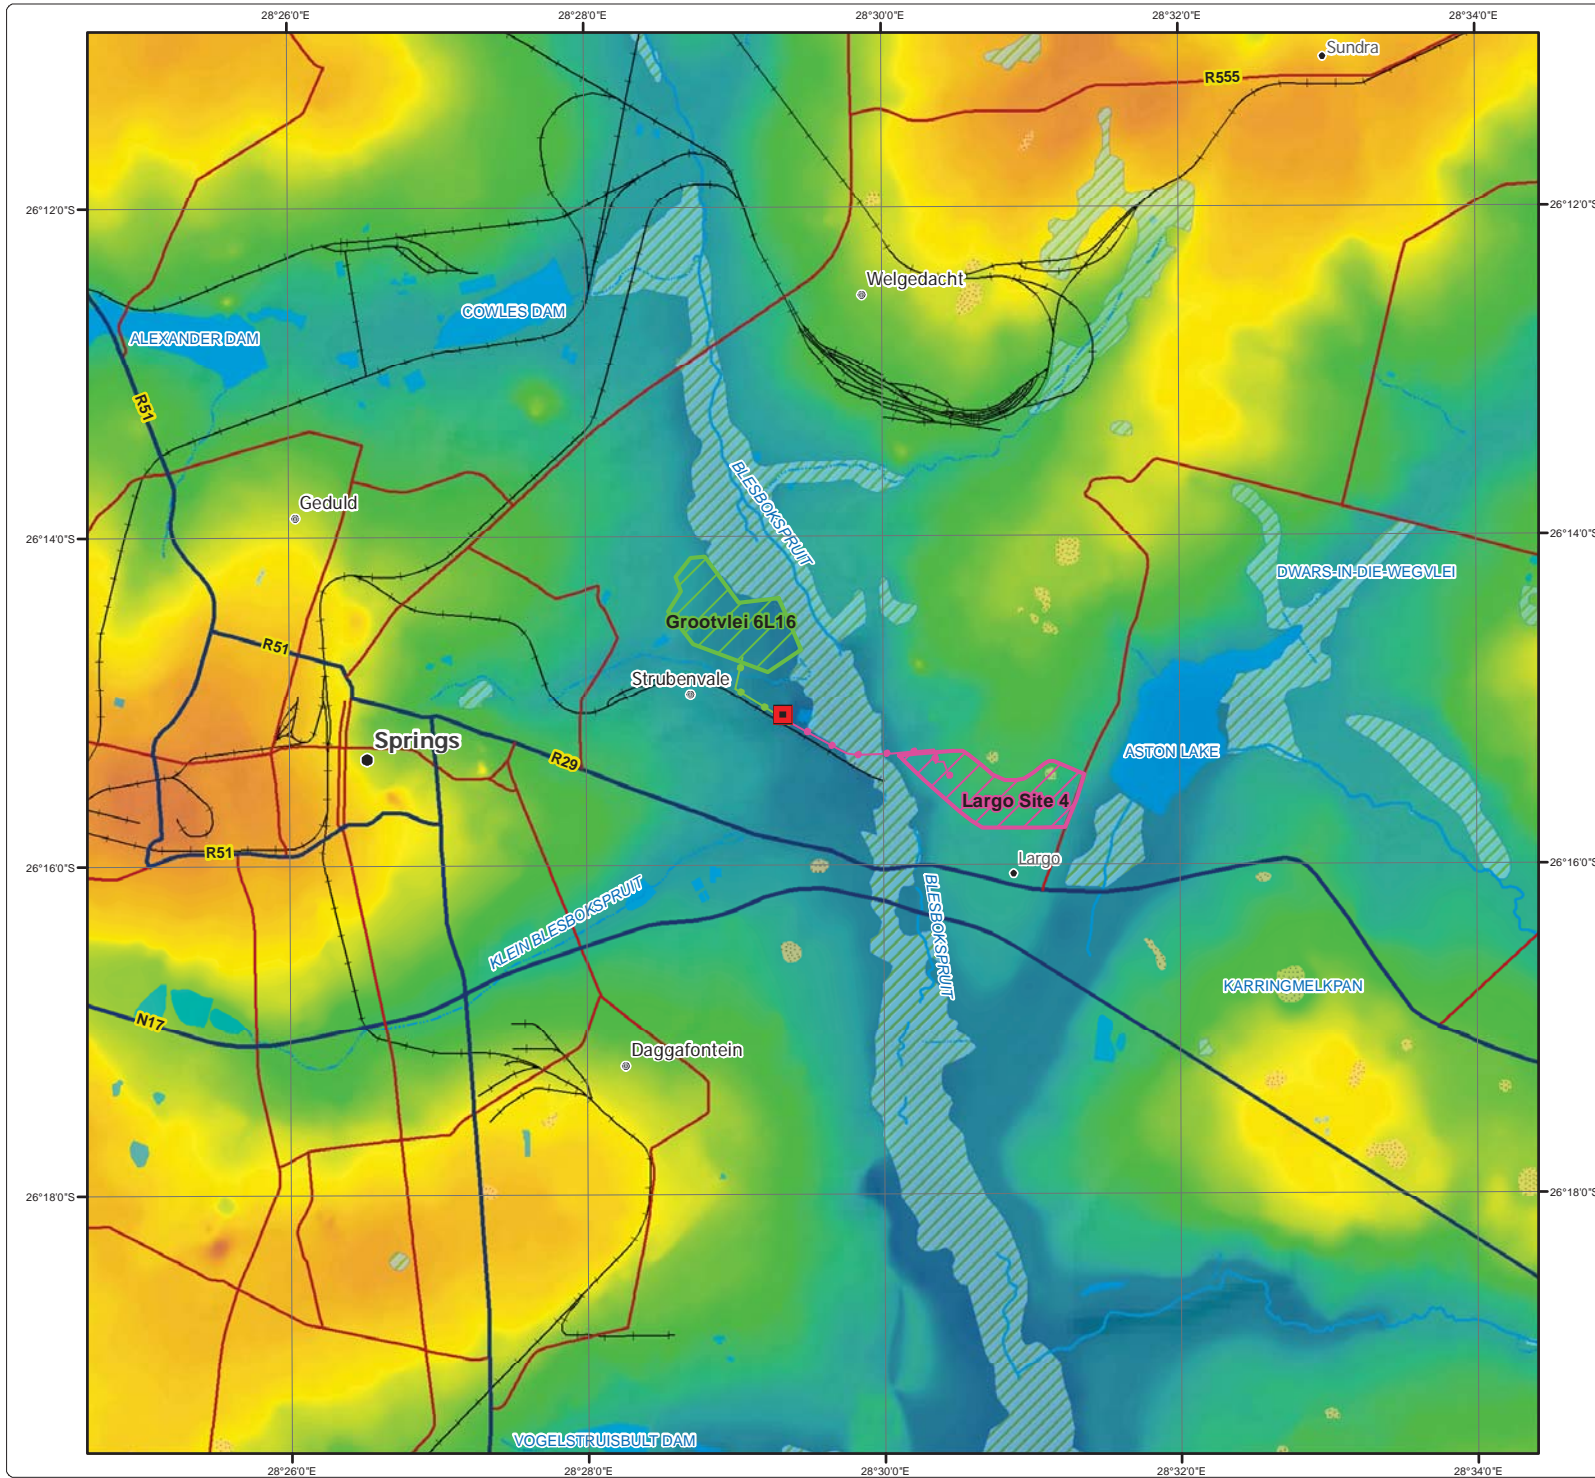 28°26'0"E 28°28'0"E 28°30'0"E 28°32'0"E 28°34'0"E
Sundra
R555
26°12'0"S 26°12'0"S
Welgedacht
COWLES DAM
ALEXANDER DAM
R51
BLESBOKSPRUIT
Geduld
26°14'0"S 26°14'0"S
DWARS-IN-DIE-WEGVLEI
Grootvlei 6L16
R51
Strubenvale
Springs
R29
ASTON LAKE
Largo Site 4
R51
Largo
26°16'0"S 26°16'0"S
KLEIN BLESBOKSPRUIT
BLESBOKSPRUIT
KARRINGMELKPAN
N17
Daggafontein
26°18'0"S 26°18'0"S
VOGELSTRUISBULT DAM
28°26'0"E 28°28'0"E 28°30'0"E 28°32'0"E 28°34'0"E